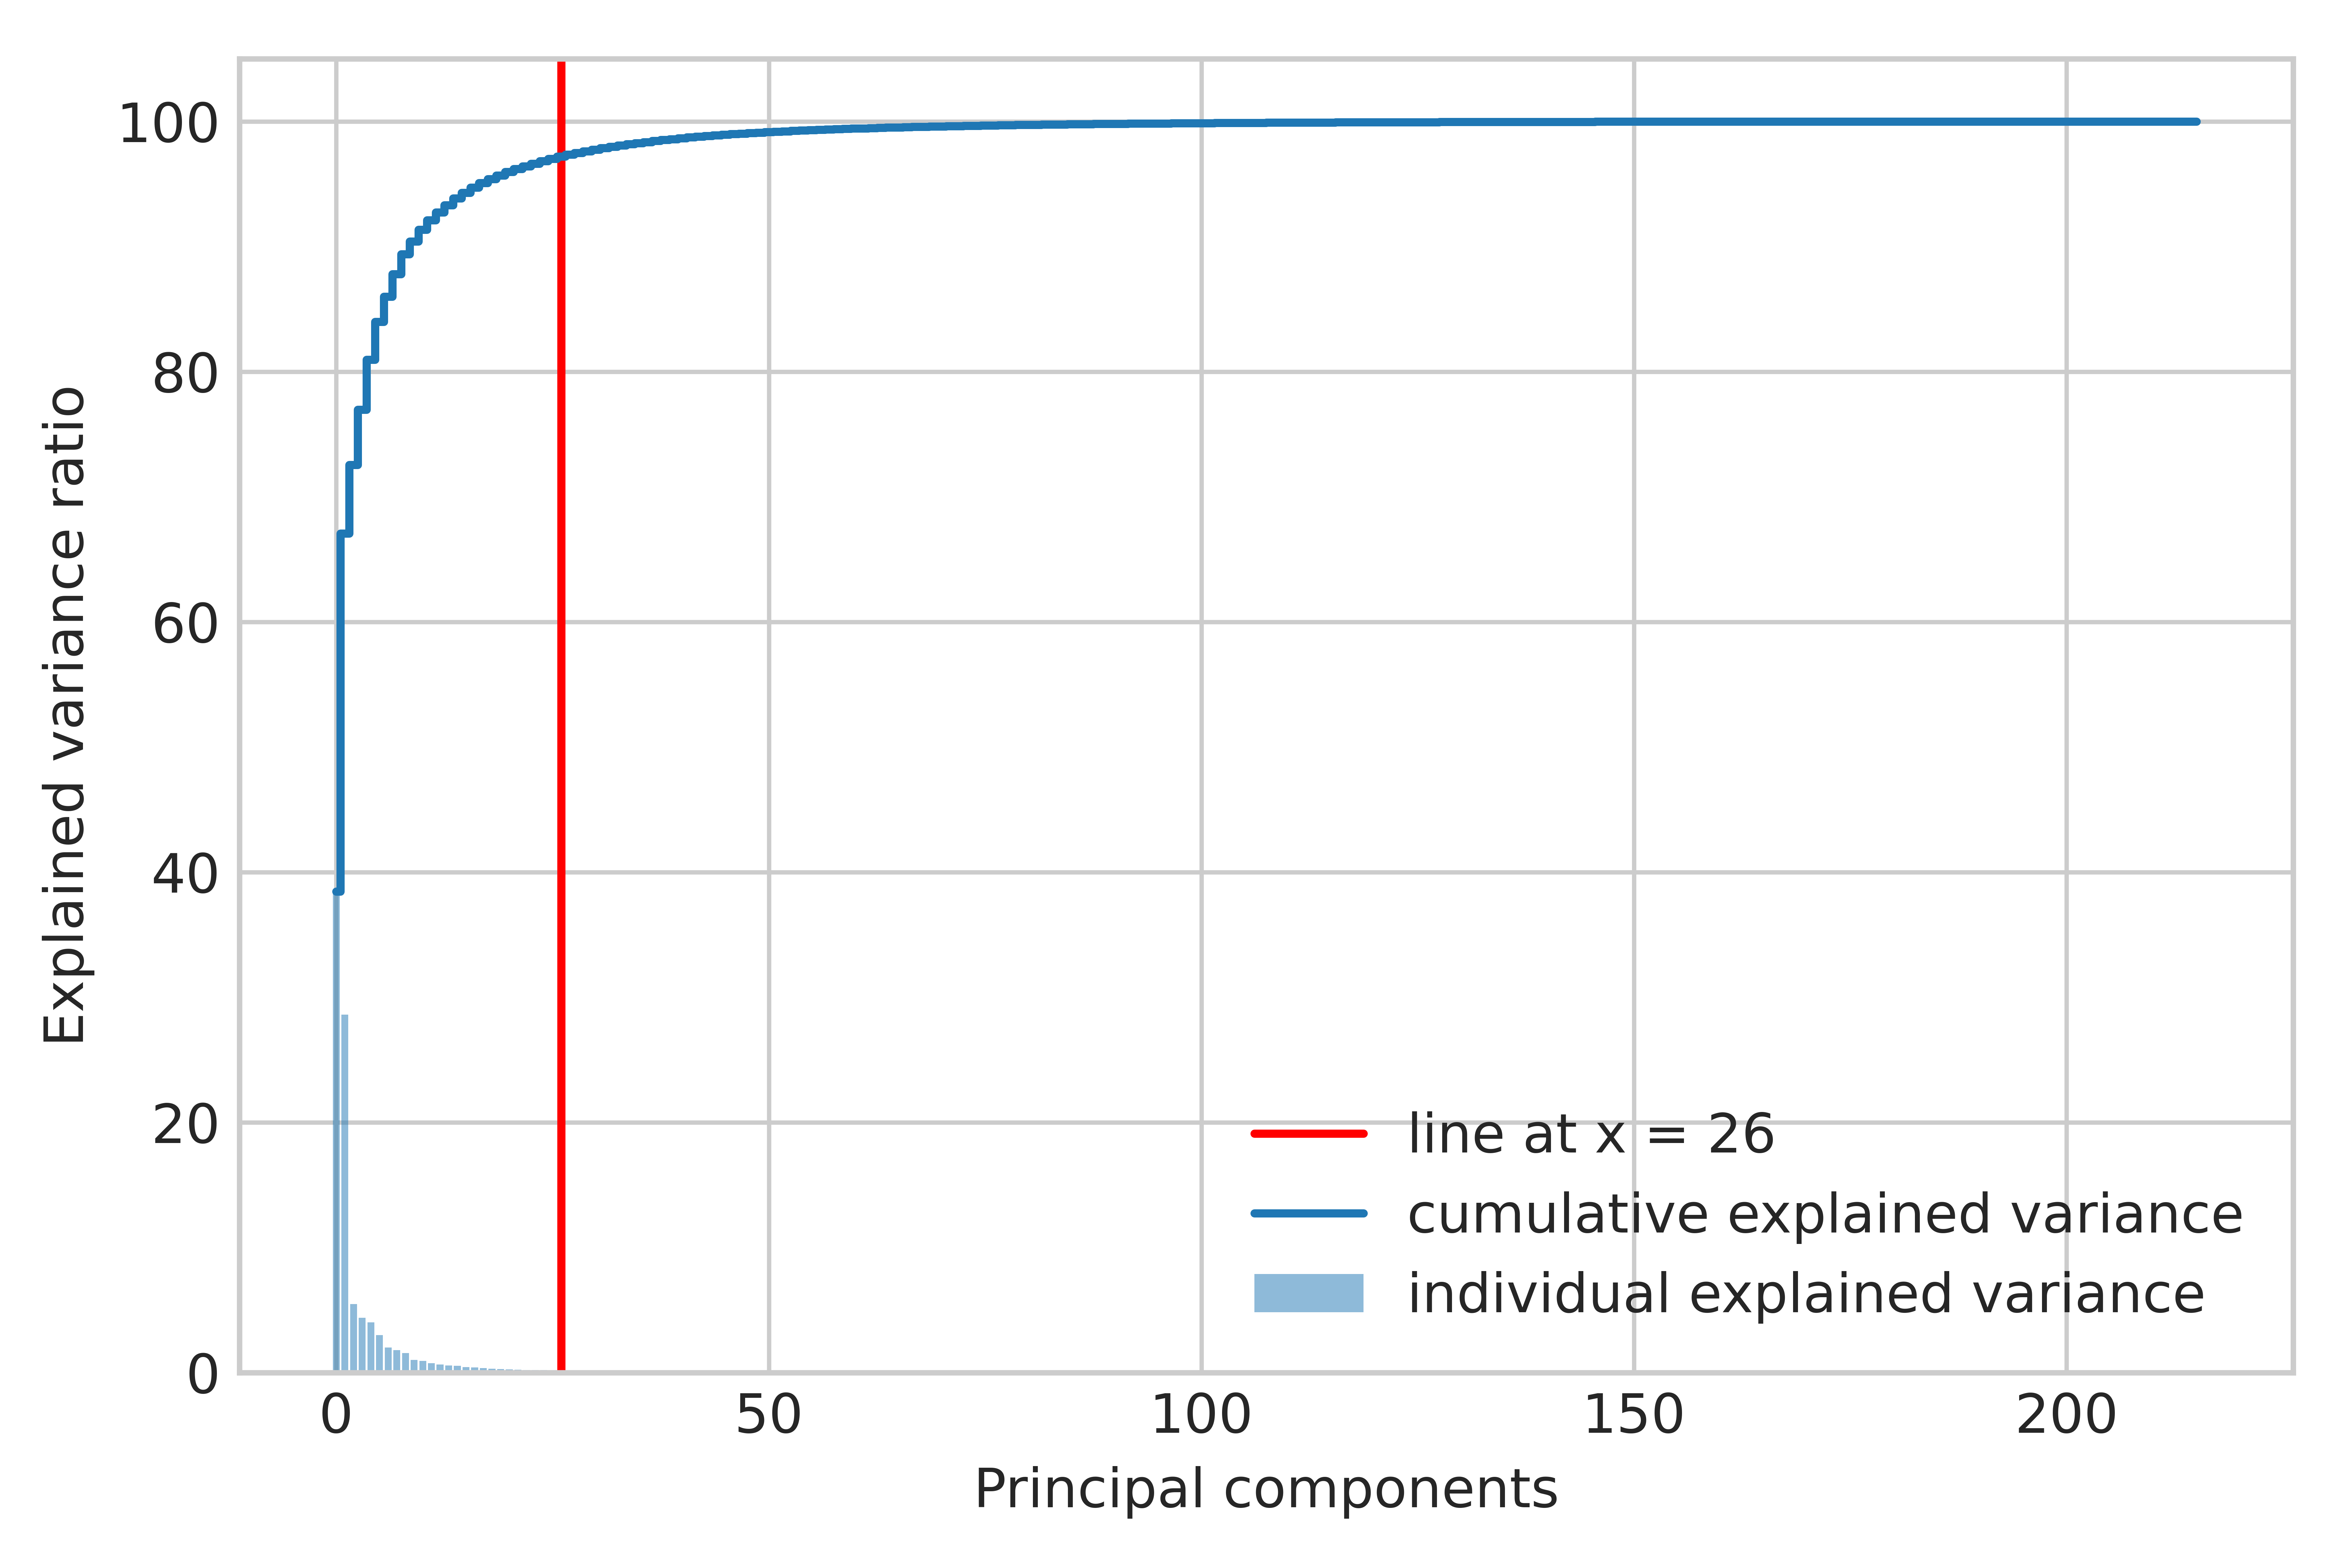 Explained variance ratio
100
80
60
40
20
0
line at x = 26
cumulative explained variance
individual explained variance
0 50 100 150 200
Principal components